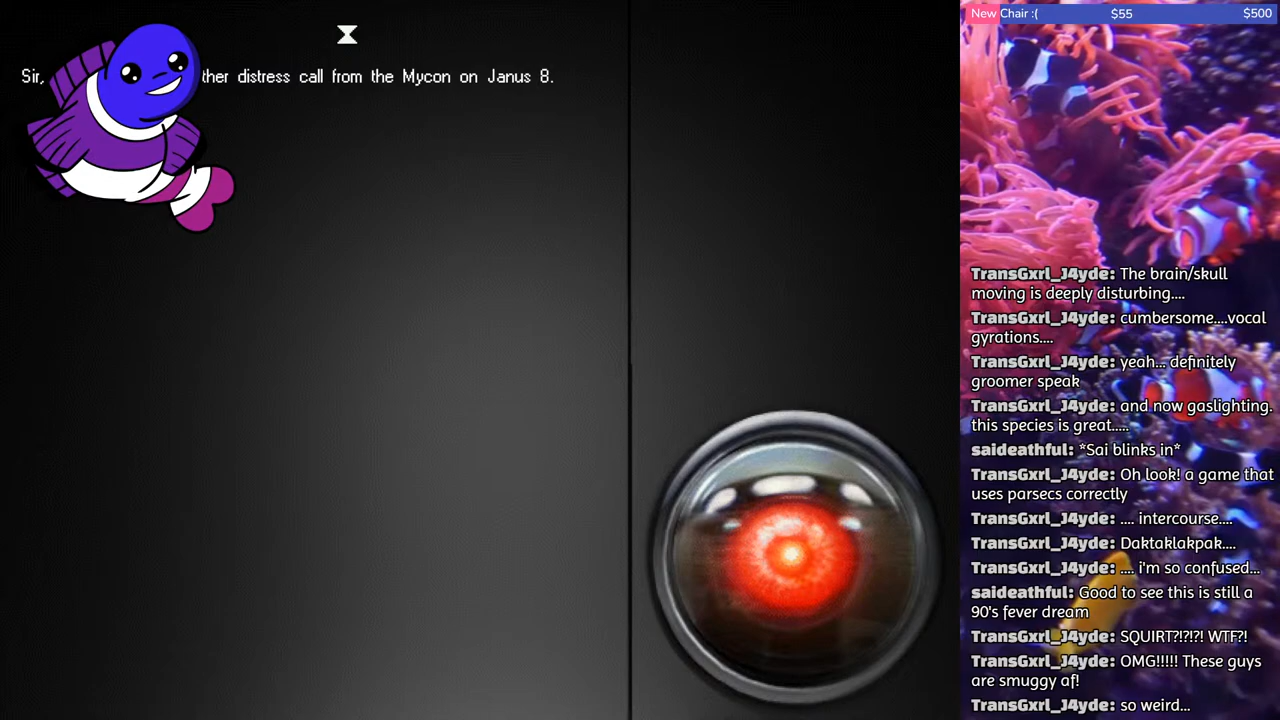 New Chair :( $55 $500
Sir, ther distress call from the Mycon on Janus 8.
TransGxrl_J4yde: The brain/skull
moving is deeply disturbing....
TransGxrl_J4yde: cumbersome....vocal
gyrations....
TransGxrl_J4yde: yeah... definitely
groomer speak
TransGxrl_J4yde: and now gaslighting.
this species is great.....
saideathful: *Sai blinks in*
TransGxrl_J4yde: Oh look! a game that
uses parsecs correctly
TransGxrl_J4yde: .... intercourse....
TransGxrl_J4yde: Daktaklakpak....
TransGxrl_J4yde: .... i'm so confused...
saideathful: Good to see this is still a
90's fever dream
TransGxrl_J4yde: SQUIRT?!?!?! WTF?!
TransGxrl_J4yde: OMG!!!!! These guys
are smuggy af!
TransGxrl_J4yde: so weird...